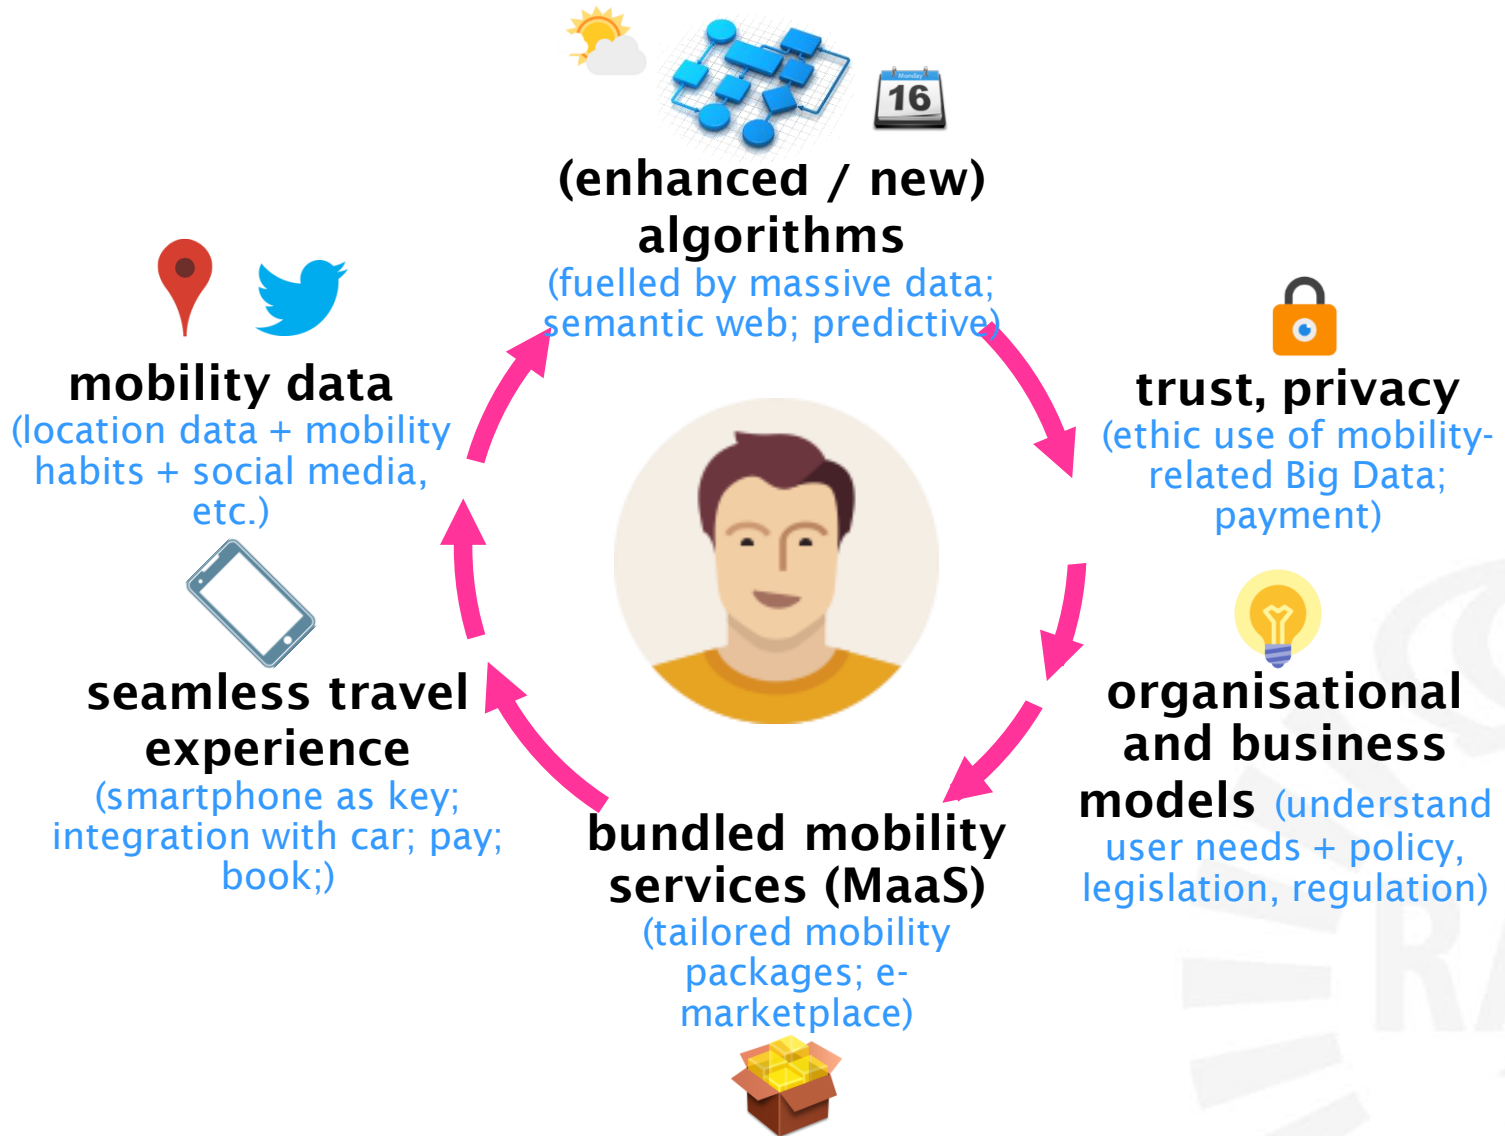 Monday
16
(enhanced / new)
algorithms
(fuelled by massive data;
semantic web; predictive)
mobility data
(location data + mobility
habits + social media,
etc.)
trust, privacy
(ethic use of mobility-
related Big Data;
payment)
seamless travel
experience
(smartphone as key;
integration with car; pay;
book;)
organisational
and business
models (understand
user needs + policy,
legislation, regulation)
bundled mobility
services (MaaS)
(tailored mobility
packages; e-
marketplace)